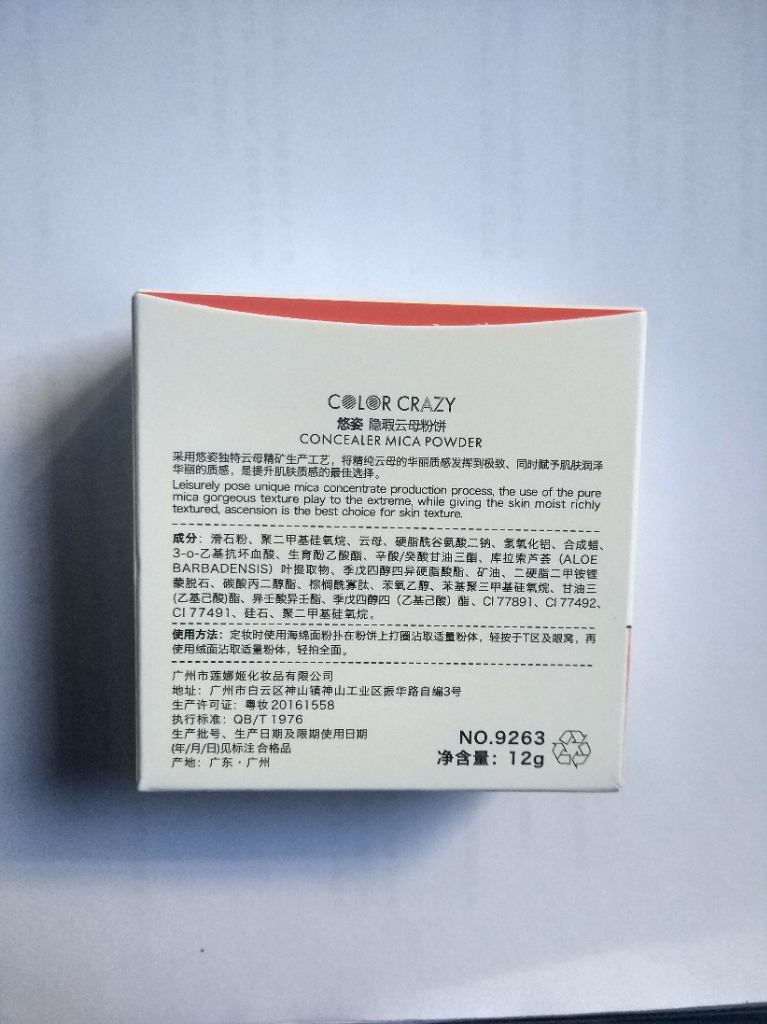 COLOR CRAZY
悠姿 隐瑕云母粉饼
CONCEALER MICA POWDER
采用悠姿独特云母精矿生产工艺，将精纯云母的华丽质感发挥到极致、同时赋予肌肤润泽
华丽的质感，是提升肌肤质感的最佳选择。
Leisurely pose unique mica concentrate production process, the use of the pure
mica gorgeous texture play to the extreme, while giving the skin moist richly
textured, ascension is the best choice for skin texture.
成分：滑石粉、聚二甲基硅氧烷、云母、硬脂酰谷氨酸二钠、氢氧化铝、合成蜡、
3-o-乙基抗坏血酸、生育酚乙酸酯、辛酸/癸酸甘油三酯、库拉索芦荟（ALOE
BARBADENSIS）叶提取物、季戊四醇四异硬脂酸酯、矿油、二硬脂二甲铵锂
蒙脱石、碳酸丙二醇酯、棕榈酰寡肽、苯氧乙醇、苯基聚三甲基硅氧烷、甘油三
(乙基己酸)酯、异壬酸异壬酯、季戊四醇四（乙基己酸）酯、CI 77891、CI 77492、
CI 77491、硅石、聚二甲基硅氧烷。
使用方法：定妆时使用海绵面粉扑在粉饼上打圈沾取适量粉体，轻按于T区及眼窝，再
使用绒面沾取适量粉体，轻拍全面。
广州市莲娜姬化妆品有限公司
地址：广州市白云区神山镇神山工业区振华路自编3号
生产许可证：粤妆20161558
执行标准：QB/T 1976
生产批号、生产日期及限期使用日期
(年/月/日)见标注 合格品
产地：广东·广州
NO.9263
净含量：12g